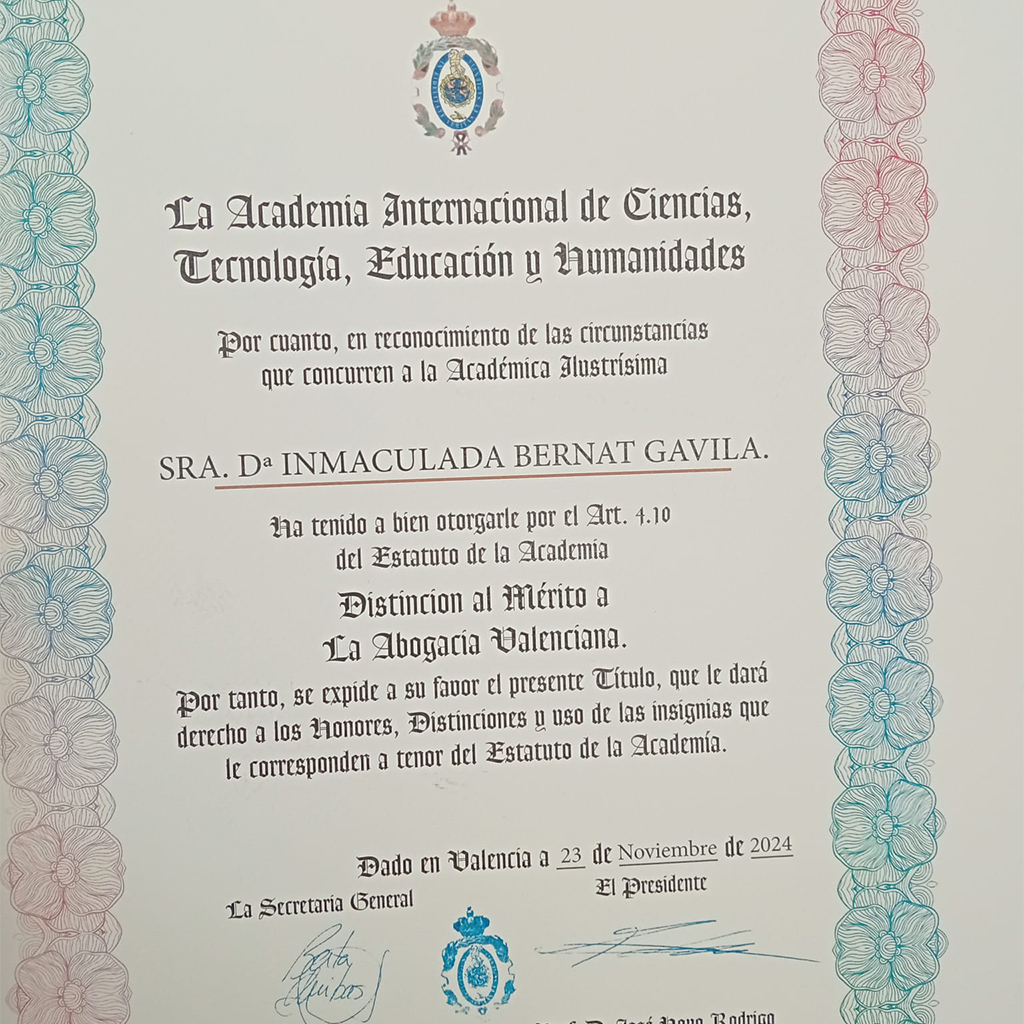 La Academia Internacional de Ciencias,
Tecnología, Educación y Humanidades
Por cuanto, en reconocimiento de las circunstancias
que concurren a la Académica Ilustrísima
SRA. Dª INMACULADA BERNAT GAVILA.
Ha tenido a bien otorgarle por el Art. 4.10
del Estatuto de la Academia
Distincion al Mérito a
La Abogacia Valenciana.
Por tanto, se expide a su favor el presente Título, que le dará
derecho a los Honores, Distinciones y uso de las insignias que
le corresponden a tenor del Estatuto de la Academía.
Dado en Valencia a 23 de Noviembre de 2024
La Secretaria General
El Presidente
Rodrigo